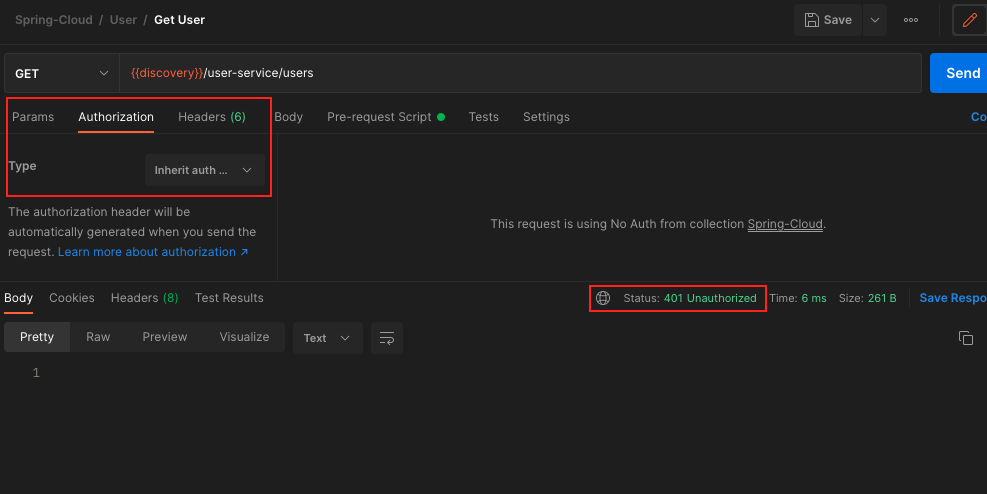 Spring-Cloud / User / Get User
Save
GET
{{discovery}}/user-service/users
Send
Params Authorization Headers (6) Body Pre-request Script Tests Settings Co
Type Inherit auth ...
The authorization header will be
automatically generated when you send the
request. Learn more about authorization ↗
This request is using No Auth from collection Spring-Cloud.
Body Cookies Headers (8) Test Results
Status: 401 Unauthorized Time: 6 ms Size: 261 B Save Respo
Pretty Raw Preview Visualize Text
1